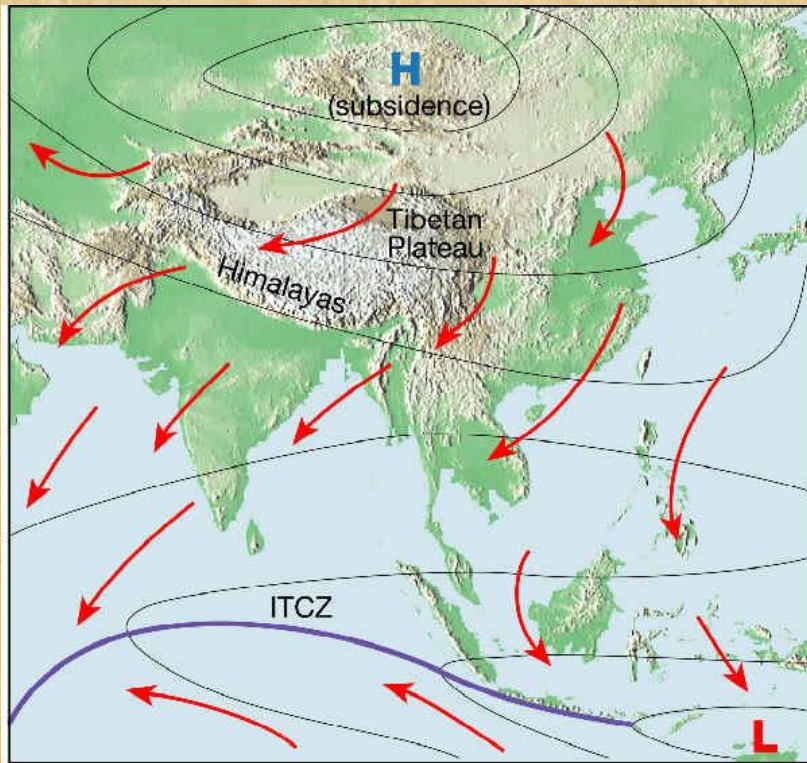 H
(subsidence)
Tibetan
Plateau
Himalayas
ITCZ
L